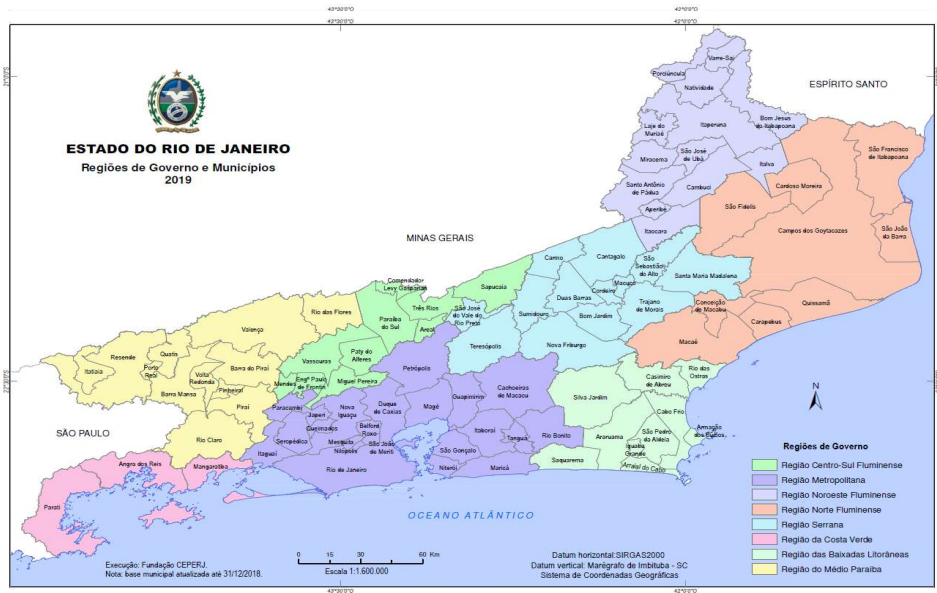 43°30'0"O
42°0'0"O
ESPÍRITO SANTO
ESTADO DO RIO DE JANEIRO
Regiões de Governo e Municípios
2019
MINAS GERAIS
SÃO PAULO
OCEANO ATLÂNTICO
Varre-Sai
Porciúncula
Natividade
Itaperuna
Bom Jesus
do Itabapoana
Laje do
Muriaé
São José
de Ubá
Miracema
Italva
Santo Antônio
de Pádua
Cambuci
Aperibé
Itaocara
São Francisco
de Itabapoana
Cardoso Moreira
São Fidelis
Campos dos Goytacazes
São João
da Barra
Quissamã
Conceição
de Macabu
Carapebus
Macaé
Carmo
Cantagalo
São
Sebastião
do Alto
Santa Maria Madalena
Macuco
Cordeiro
Duas Barras
Trajano
de Morais
Sumidouro
Bom Jardim
São José
do Vale do
Rio Preto
Teresópolis
Nova Friburgo
Comendador
Levy Gasparian
Sapucaia
Três Rios
Paraíba
do Sul
Areal
Paty do
Alferes
Vassouras
Miguel Pereira
Engº Paulo
de Frontin
Mendes
Rio das Flores
Valença
Resende
Quatis
Itatiaia
Porto
Real
Volta
Redonda
Barra do Piraí
Barra Mansa
Pinheiral
Piraí
Rio Claro
Petrópolis
Cachoeiras
de Macacu
Guapimirim
Magé
Duque
de Caxias
Nova
Iguaçu
Paracambi
Japeri
Queimados
Belford
Roxo
Seropédica
Mesquita
Nilópolis
São João
de Meriti
Itaguaí
Rio de Janeiro
Itaboraí
Tanguá
Rio Bonito
São Gonçalo
Niterói
Maricá
Rio das
Ostras
Casimiro
de Abreu
Silva Jardim
Cabo Frio
Armação
dos Búzios
São Pedro
da Aldeia
Araruama
Iguaba
Grande
Saquarema
Arraial do Cabo
Angra dos Reis
Mangaratiba
Parati
N
Regiões de Governo
Região Centro-Sul Fluminense
Região Metropolitana
Região Noroeste Fluminense
Região Norte Fluminense
Região Serrana
Região da Costa Verde
Região das Baixadas Litorâneas
Região do Médio Paraíba
Execução: Fundação CEPERJ.
Nota: base municipal atualizada até 31/12/2018.
0 15 30 60 Km
Escala 1:1.600.000
Datum horizontal:SIRGAS2000
Datum vertical: Marégrafo de Imbituba - SC
Sistema de Coordenadas Geográficas
43°30'0"O
42°0'0"O